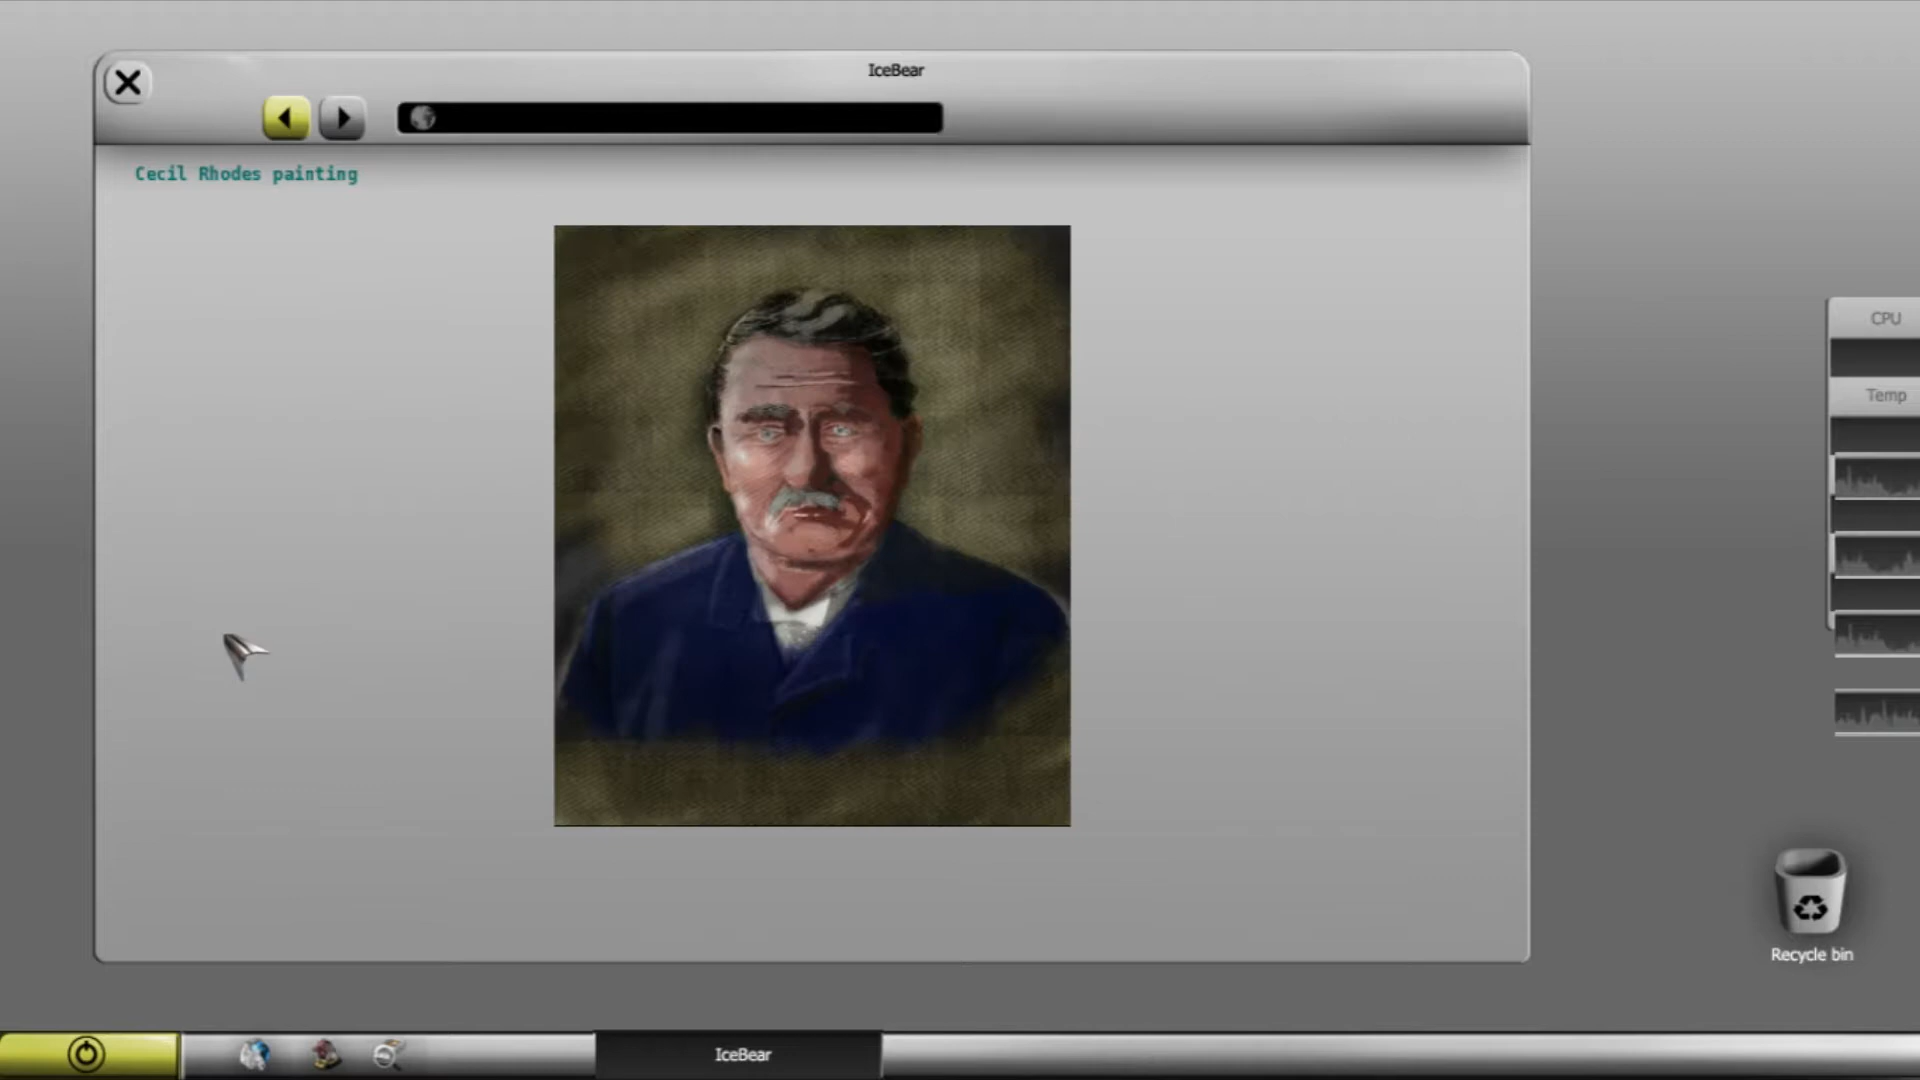 IceBear
Cecil Rhodes painting
CPU
Temp
Recycle bin
IceBear